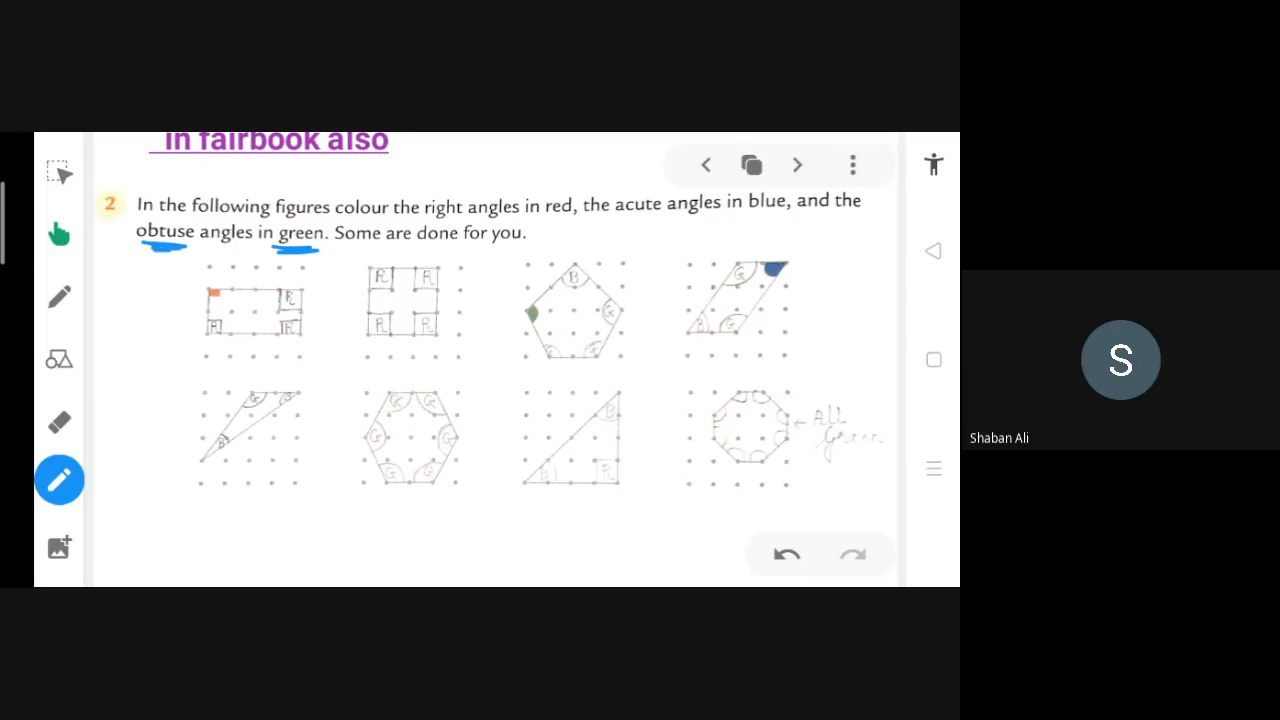 In fairbook also
2 In the following figures colour the right angles in red, the acute angles in blue, and the
obtuse angles in green. Some are done for you.
R R R
R R R R
B G G G
G B G
G G B
G G G G G G
B B R
All
Green
S
Shaban Ali